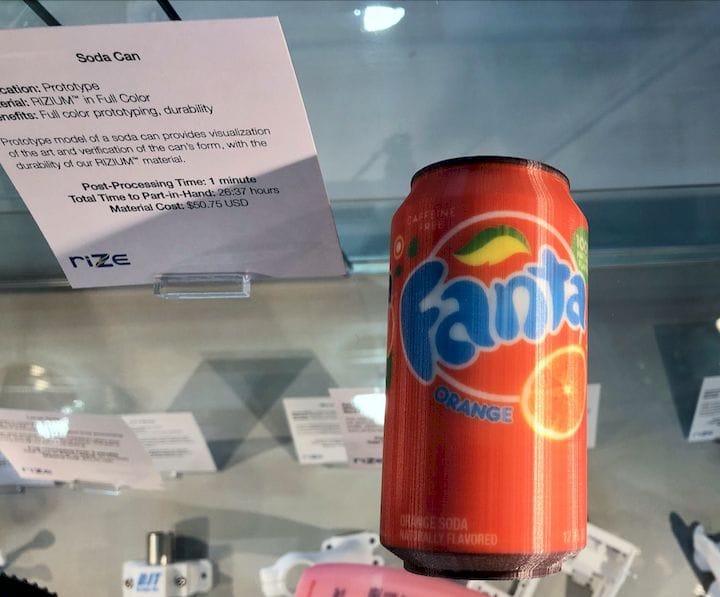 Soda Can
cation: Prototype
erial: RIZIUM™ in Full Color
nefits: Full color prototyping, durability
Prototype model of a soda can provides visualization
of the art and verification of the can's form, with the
durability of our RIZIUM™ material.
Post-Processing Time: 1 minute
Total Time to Part-in-Hand: 26:37 hours
Material Cost: $50.75 USD
rIZE
CAFFEINE
FREE
100%
Fanta
ORANGE
ORANGE SODA
NATURALLY FLAVORED
12